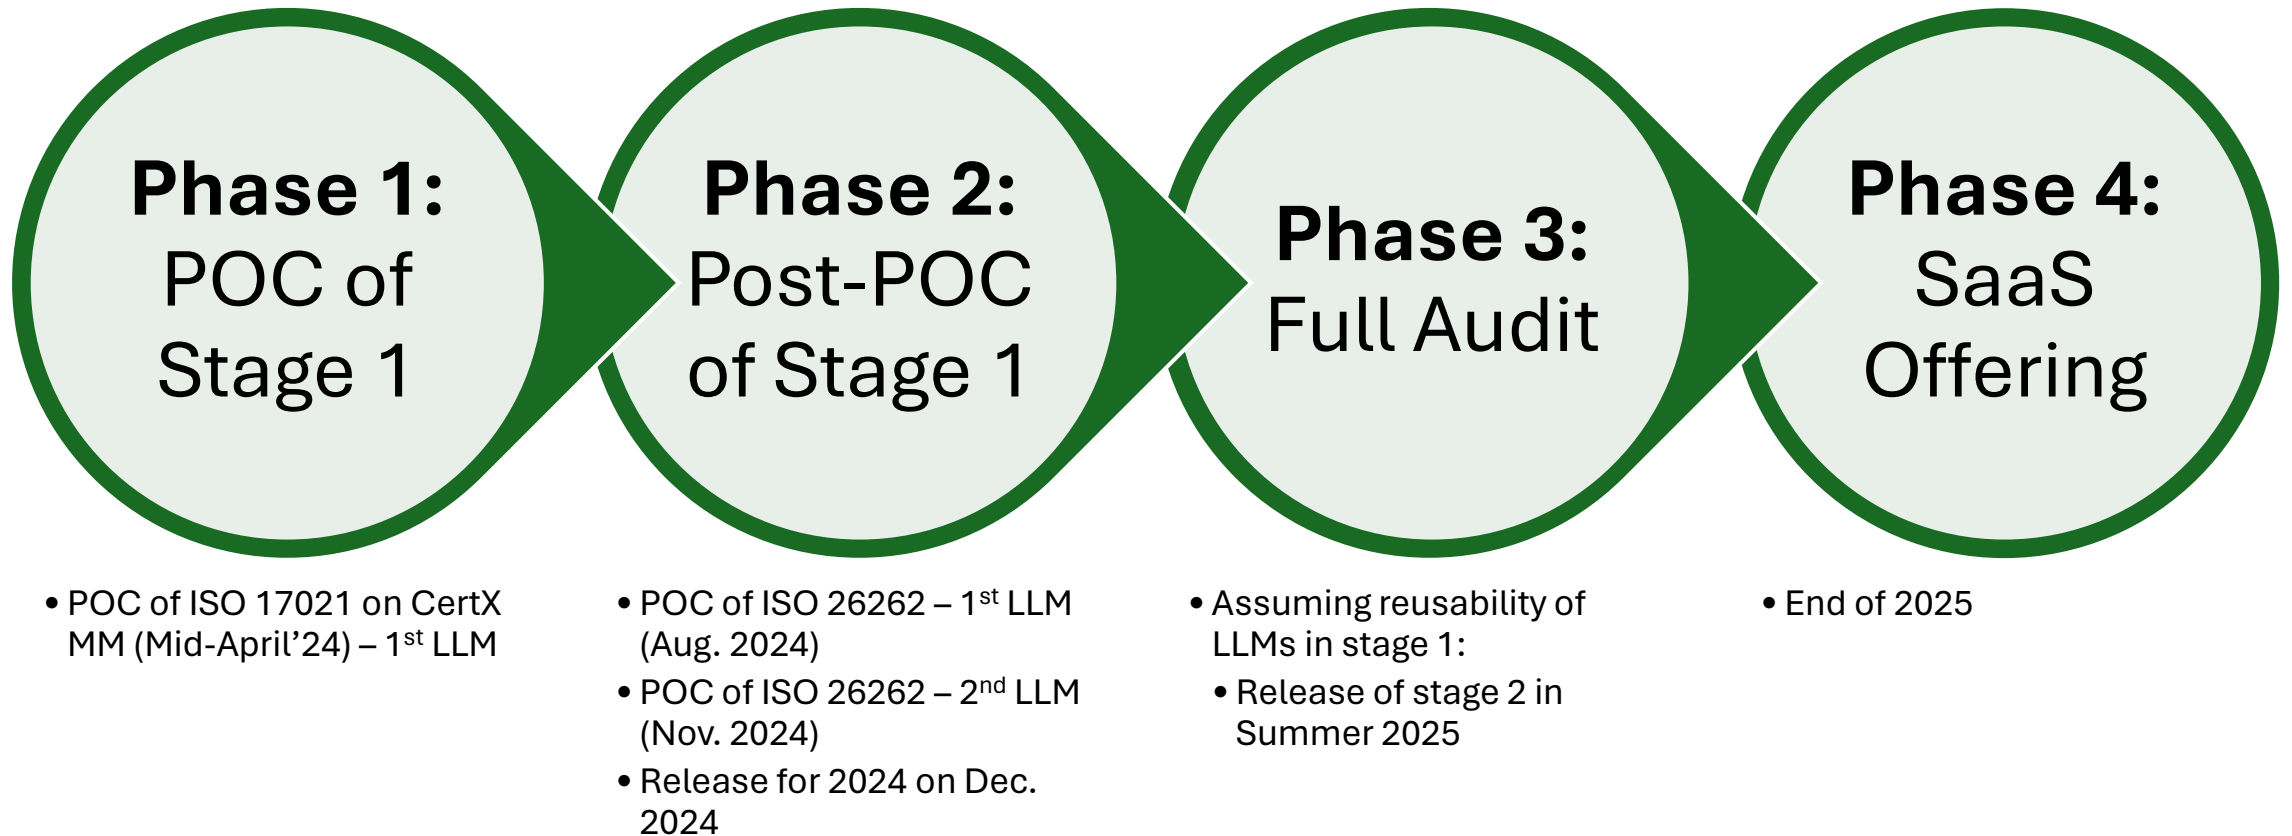 Phase 1:
POC of
Stage 1
Phase 2:
Post-POC
of Stage 1
Phase 3:
Full Audit
Phase 4:
SaaS
Offering
• POC of ISO 17021 on CertX
MM (Mid-April’24) – 1st LLM
• POC of ISO 26262 – 1st LLM
(Aug. 2024)
• POC of ISO 26262 – 2nd LLM
(Nov. 2024)
• Release for 2024 on Dec.
2024
• Assuming reusability of
LLMs in stage 1:
• Release of stage 2 in
Summer 2025
• End of 2025